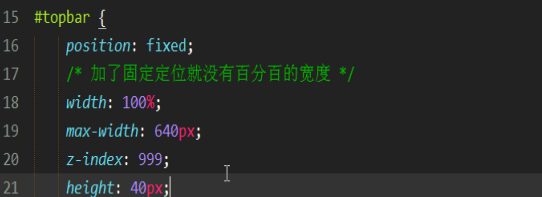 15 #topbar {
16 position: fixed;
17 /* 加了固定定位就没有百分百的宽度 */
18 width: 100%;
19 max-width: 640px;
20 z-index: 999;
21 height: 40px;